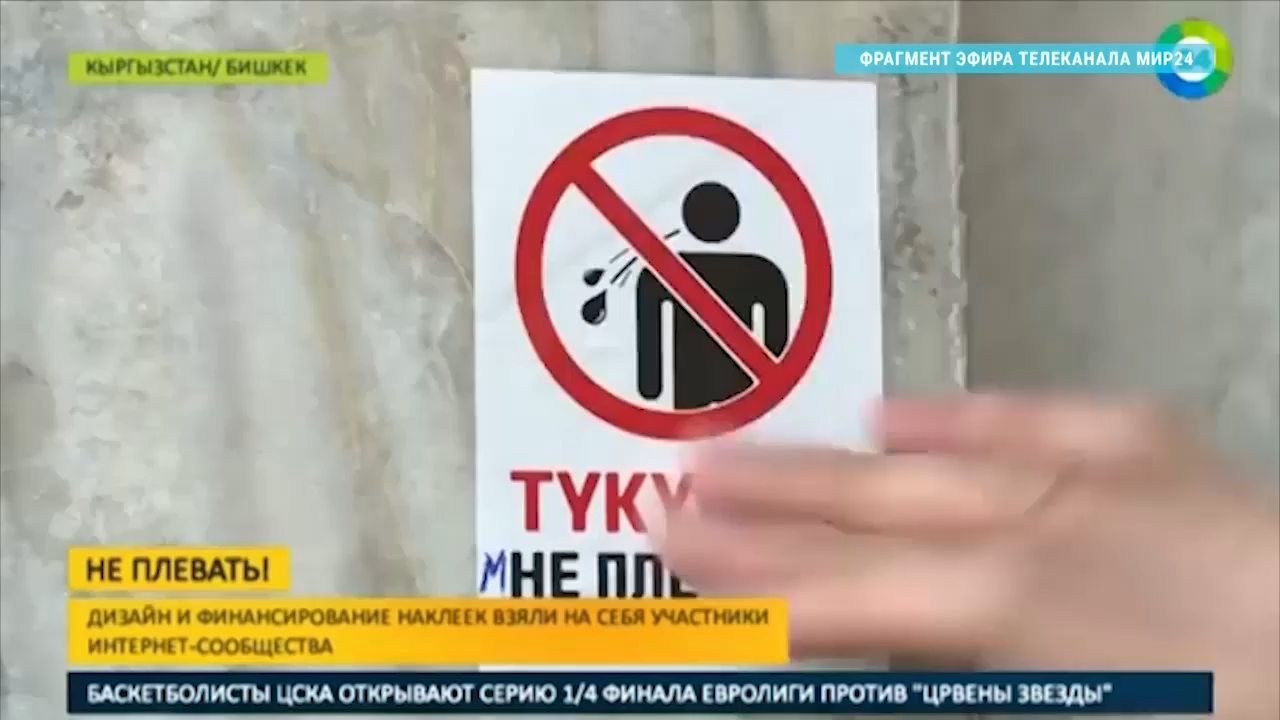 КЫРГЫЗСТАН/ БИШКЕК
ФРАГМЕНТ ЭФИРА ТЕЛЕКАНАЛА МИР24
МНЕ
НЕ ПЛЕВАТЬ!
ДИЗАЙН И ФИНАНСИРОВАНИЕ НАКЛЕЕК ВЗЯЛИ НА СЕБЯ УЧАСТНИКИ
ИНТЕРНЕТ-СООБЩЕСТВА
БАСКЕТБОЛИСТЫ ЦСКА ОТКРЫВАЮТ СЕРИЮ 1/4 ФИНАЛА ЕВРОЛИГИ ПРОТИВ "ЦРВЕНЫ ЗВЕЗДЫ"